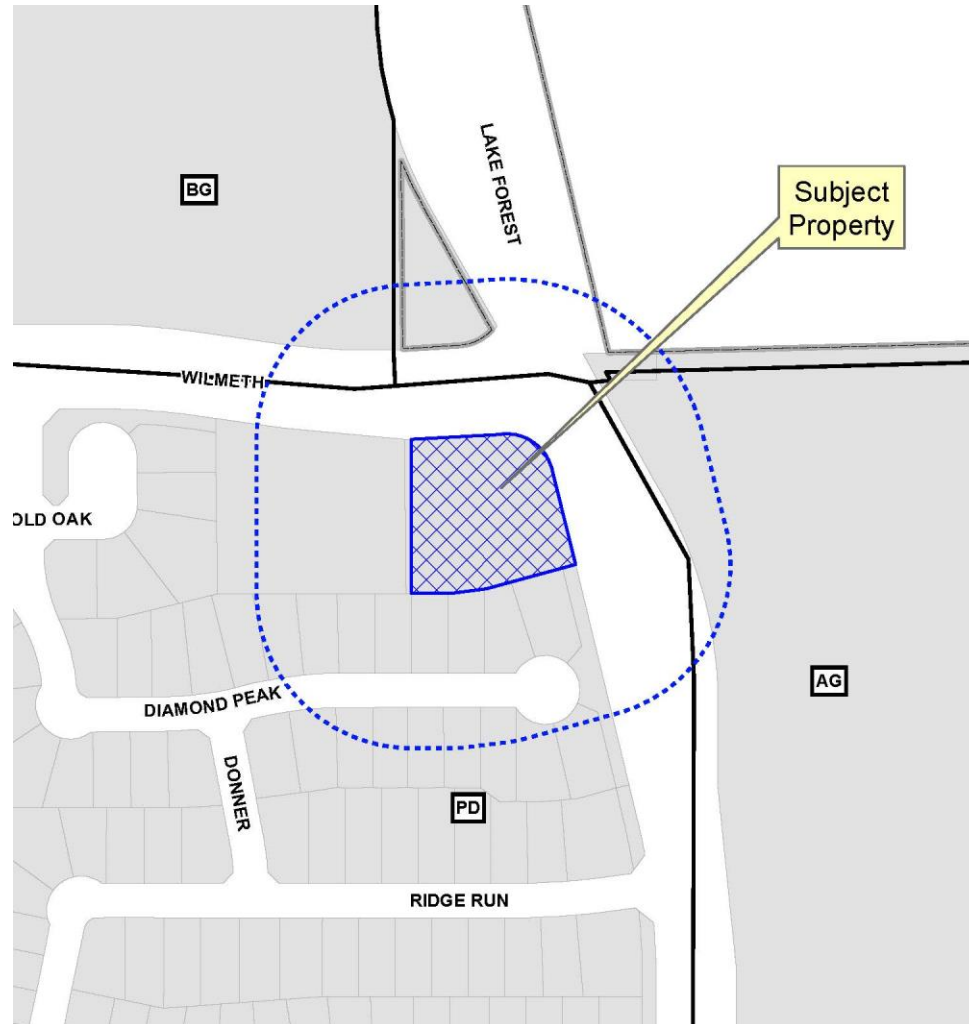 LAKE FOREST
BG
Subject
Property
WILMETH
OLD OAK
AG
DIAMOND PEAK
DONNER
PD
RIDGE RUN